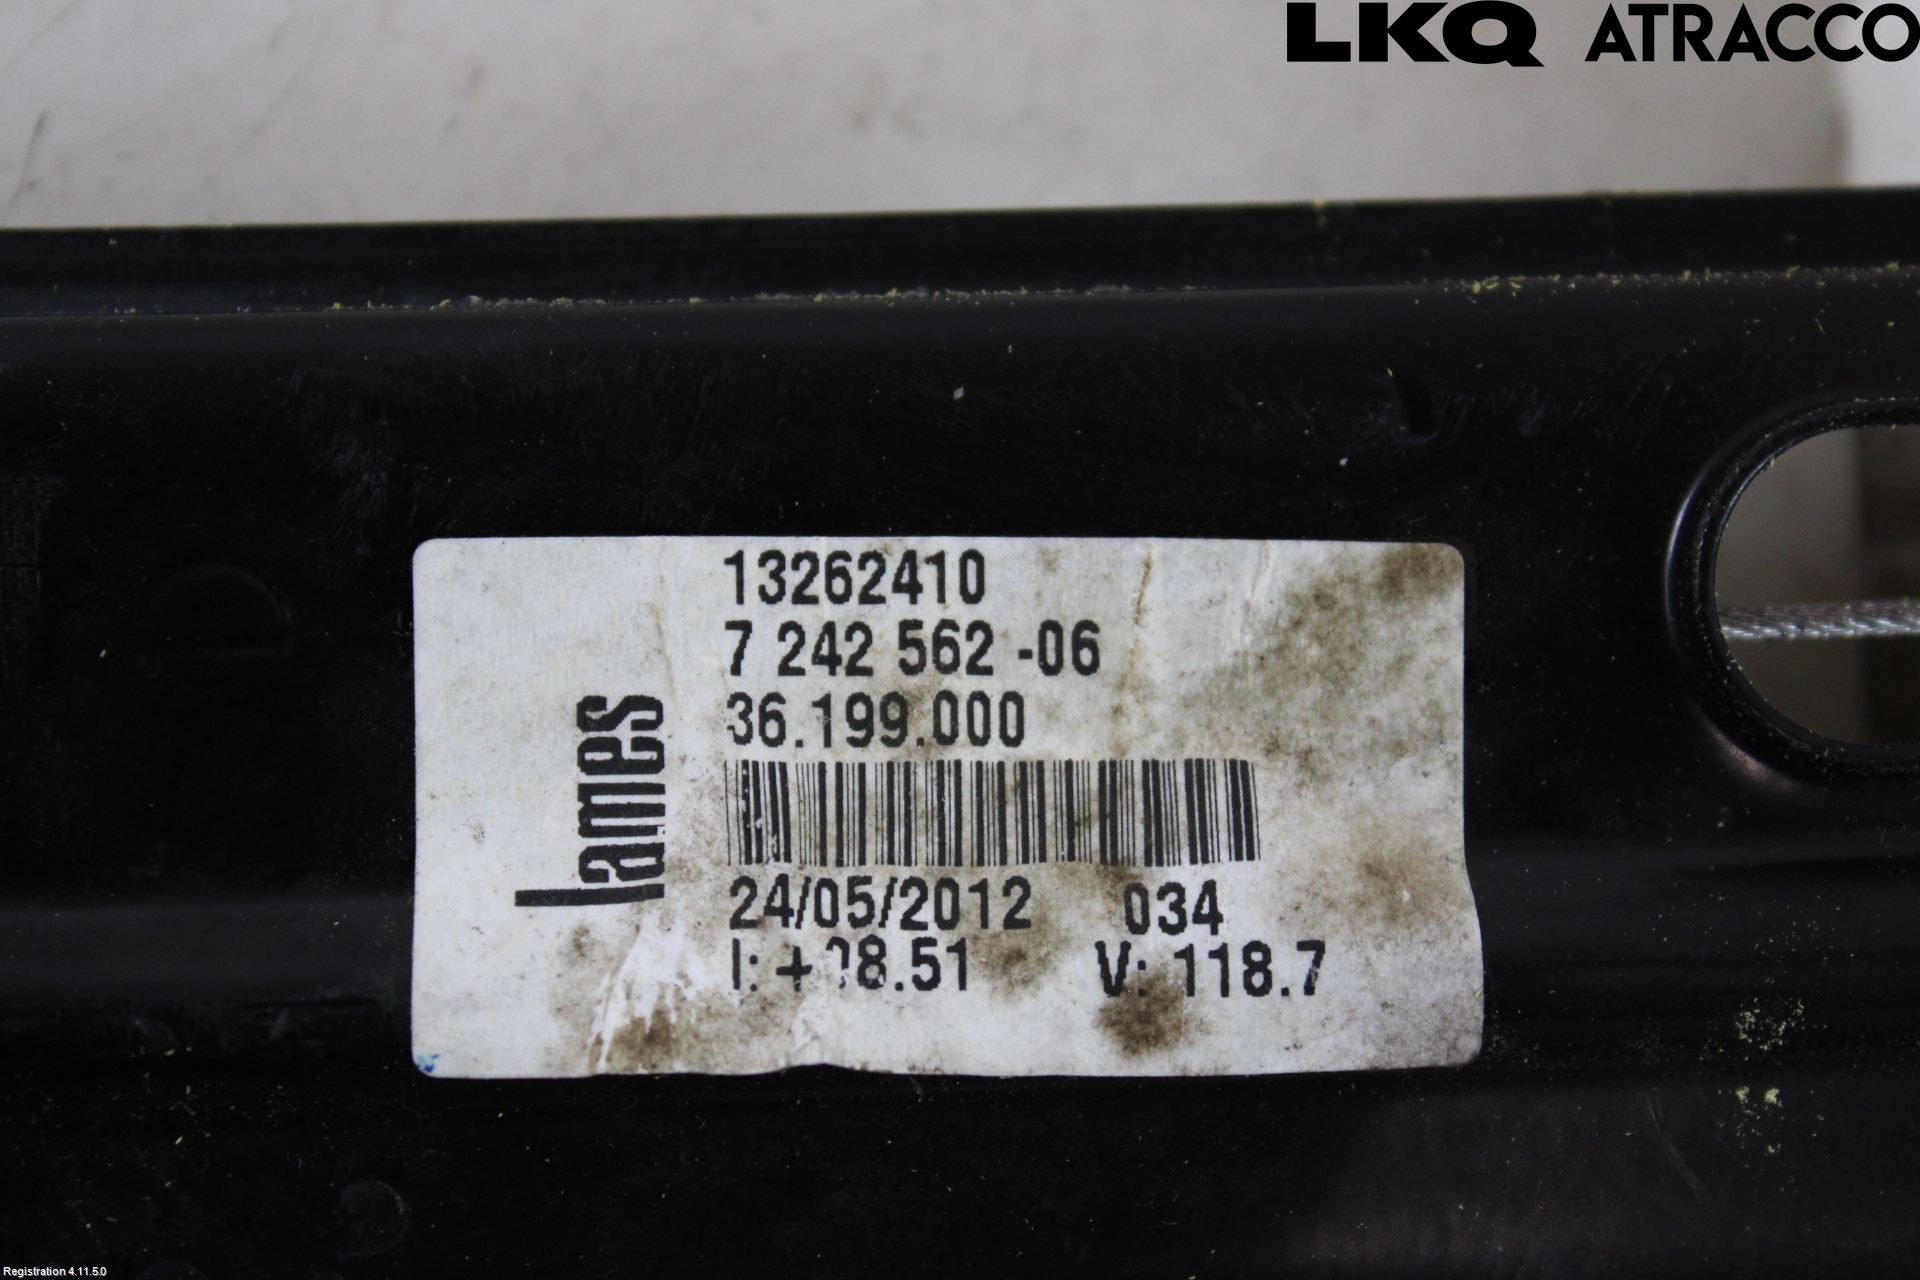 LKQ ATRACCO
13262410
7 242 562 -06
36.199.000
lames
24/05/2012 034
V: 118.7
Registration 4.11.5.0